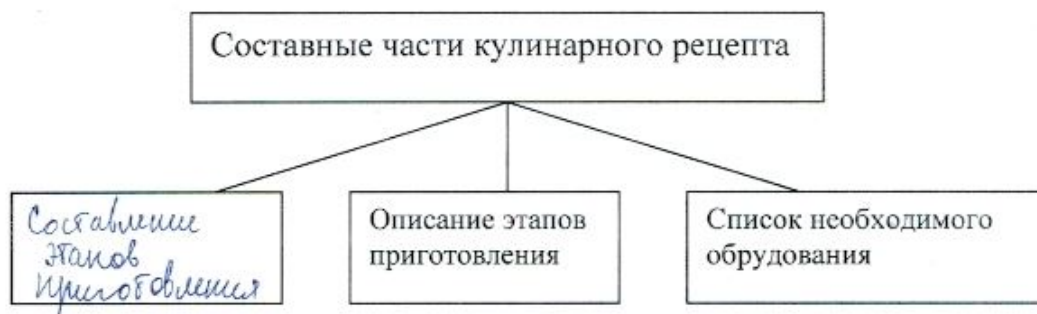 Составные части кулинарного рецепта
Составление
этапов
приготовления
Описание этапов
приготовления
Список необходимого
обрудования